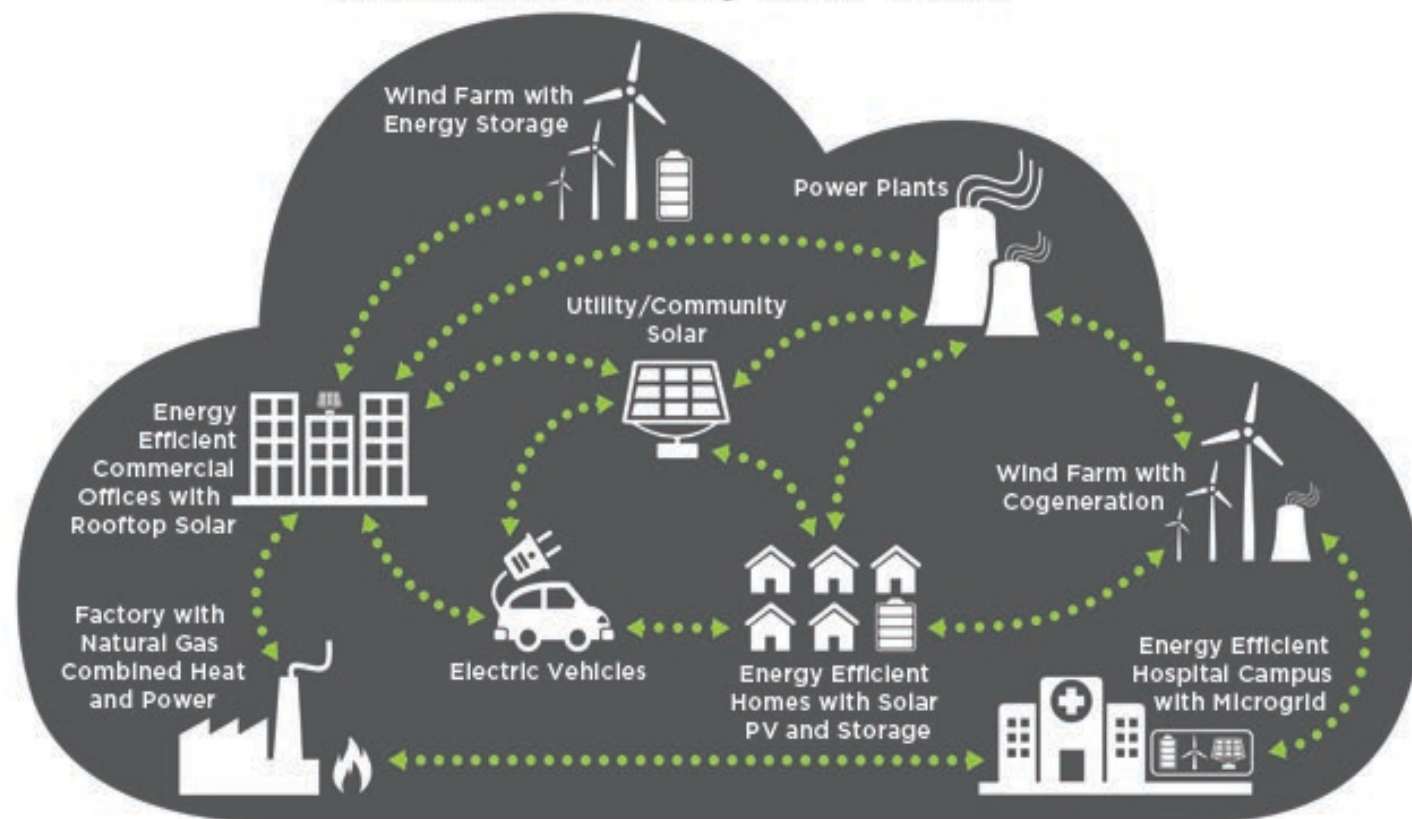 Wind Farm with
Energy Storage
Power Plants
Utility/Community
Solar
Energy
Efficient
Commercial
Offices with
Rooftop Solar
Wind Farm with
Cogeneration
Factory with
Natural Gas
Combined Heat
and Power
Electric Vehicles
Energy Efficient
Homes with Solar
PV and Storage
Energy Efficient
Hospital Campus
with Microgrid